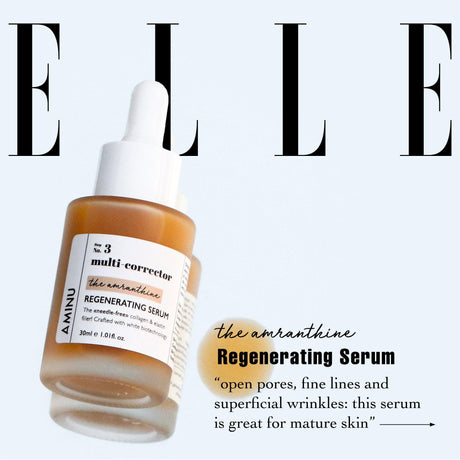 ELLE
Step
No. 3
multi-corrector
the amranthine
REGENERATING SERUM
The «needle-free» collagen & elastin
filler! Crafted with white biotechnology
30ml e 1.01fl. oz.
AMINU
the amranthine
Regenerating Serum
“open pores, fine lines and
superficial wrinkles: this serum
is great for mature skin”